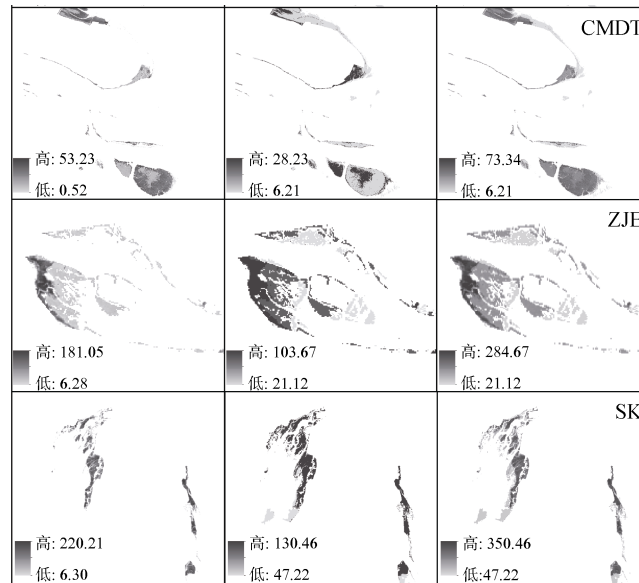 CMDT
高: 53.23
低: 0.52
高: 28.23
低: 6.21
高: 73.34
低: 6.21
ZJE
高: 181.05
低: 6.28
高: 103.67
低: 21.12
高: 284.67
低: 21.12
SK
高: 220.21
低: 6.30
高: 130.46
低: 47.22
高: 350.46
低: 47.22